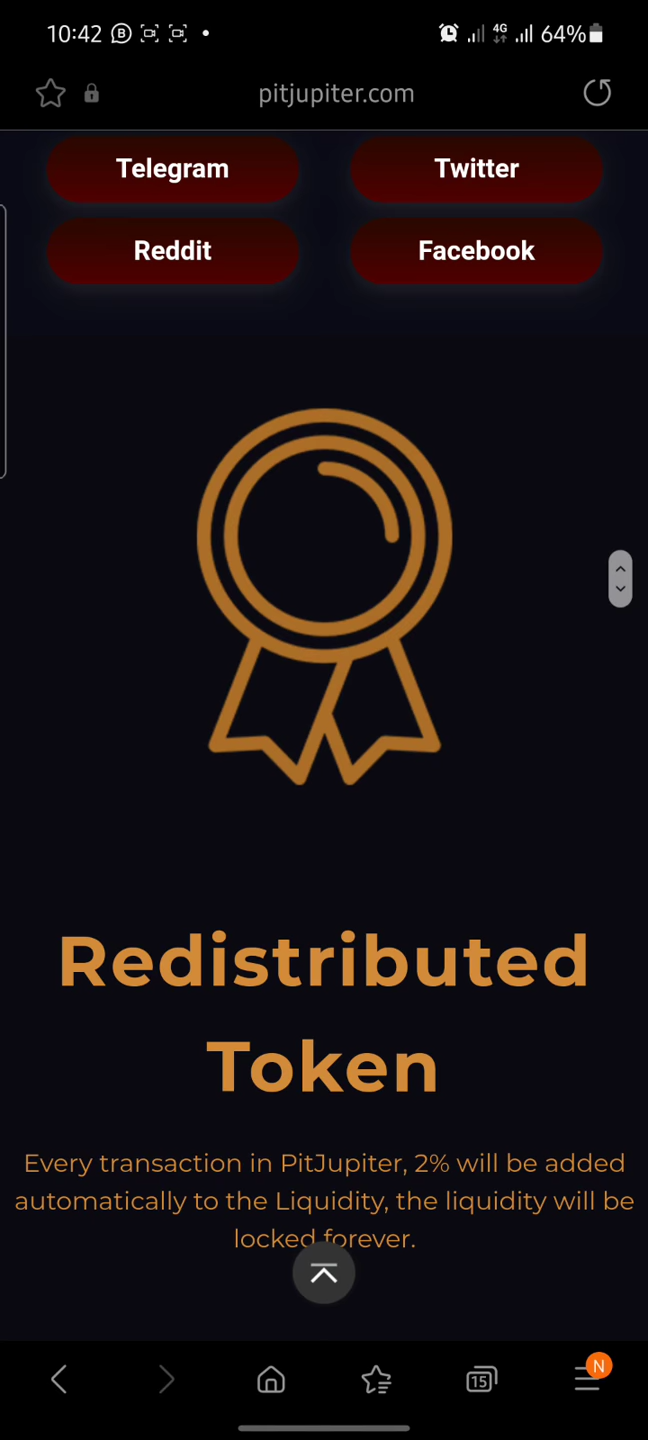 10:42
4G
64%
pitjupiter.com
Telegram
Twitter
Reddit
Facebook
Redistributed
Token
Every transaction in PitJupiter, 2% will be added
automatically to the Liquidity, the liquidity will be
locked forever.
15
N